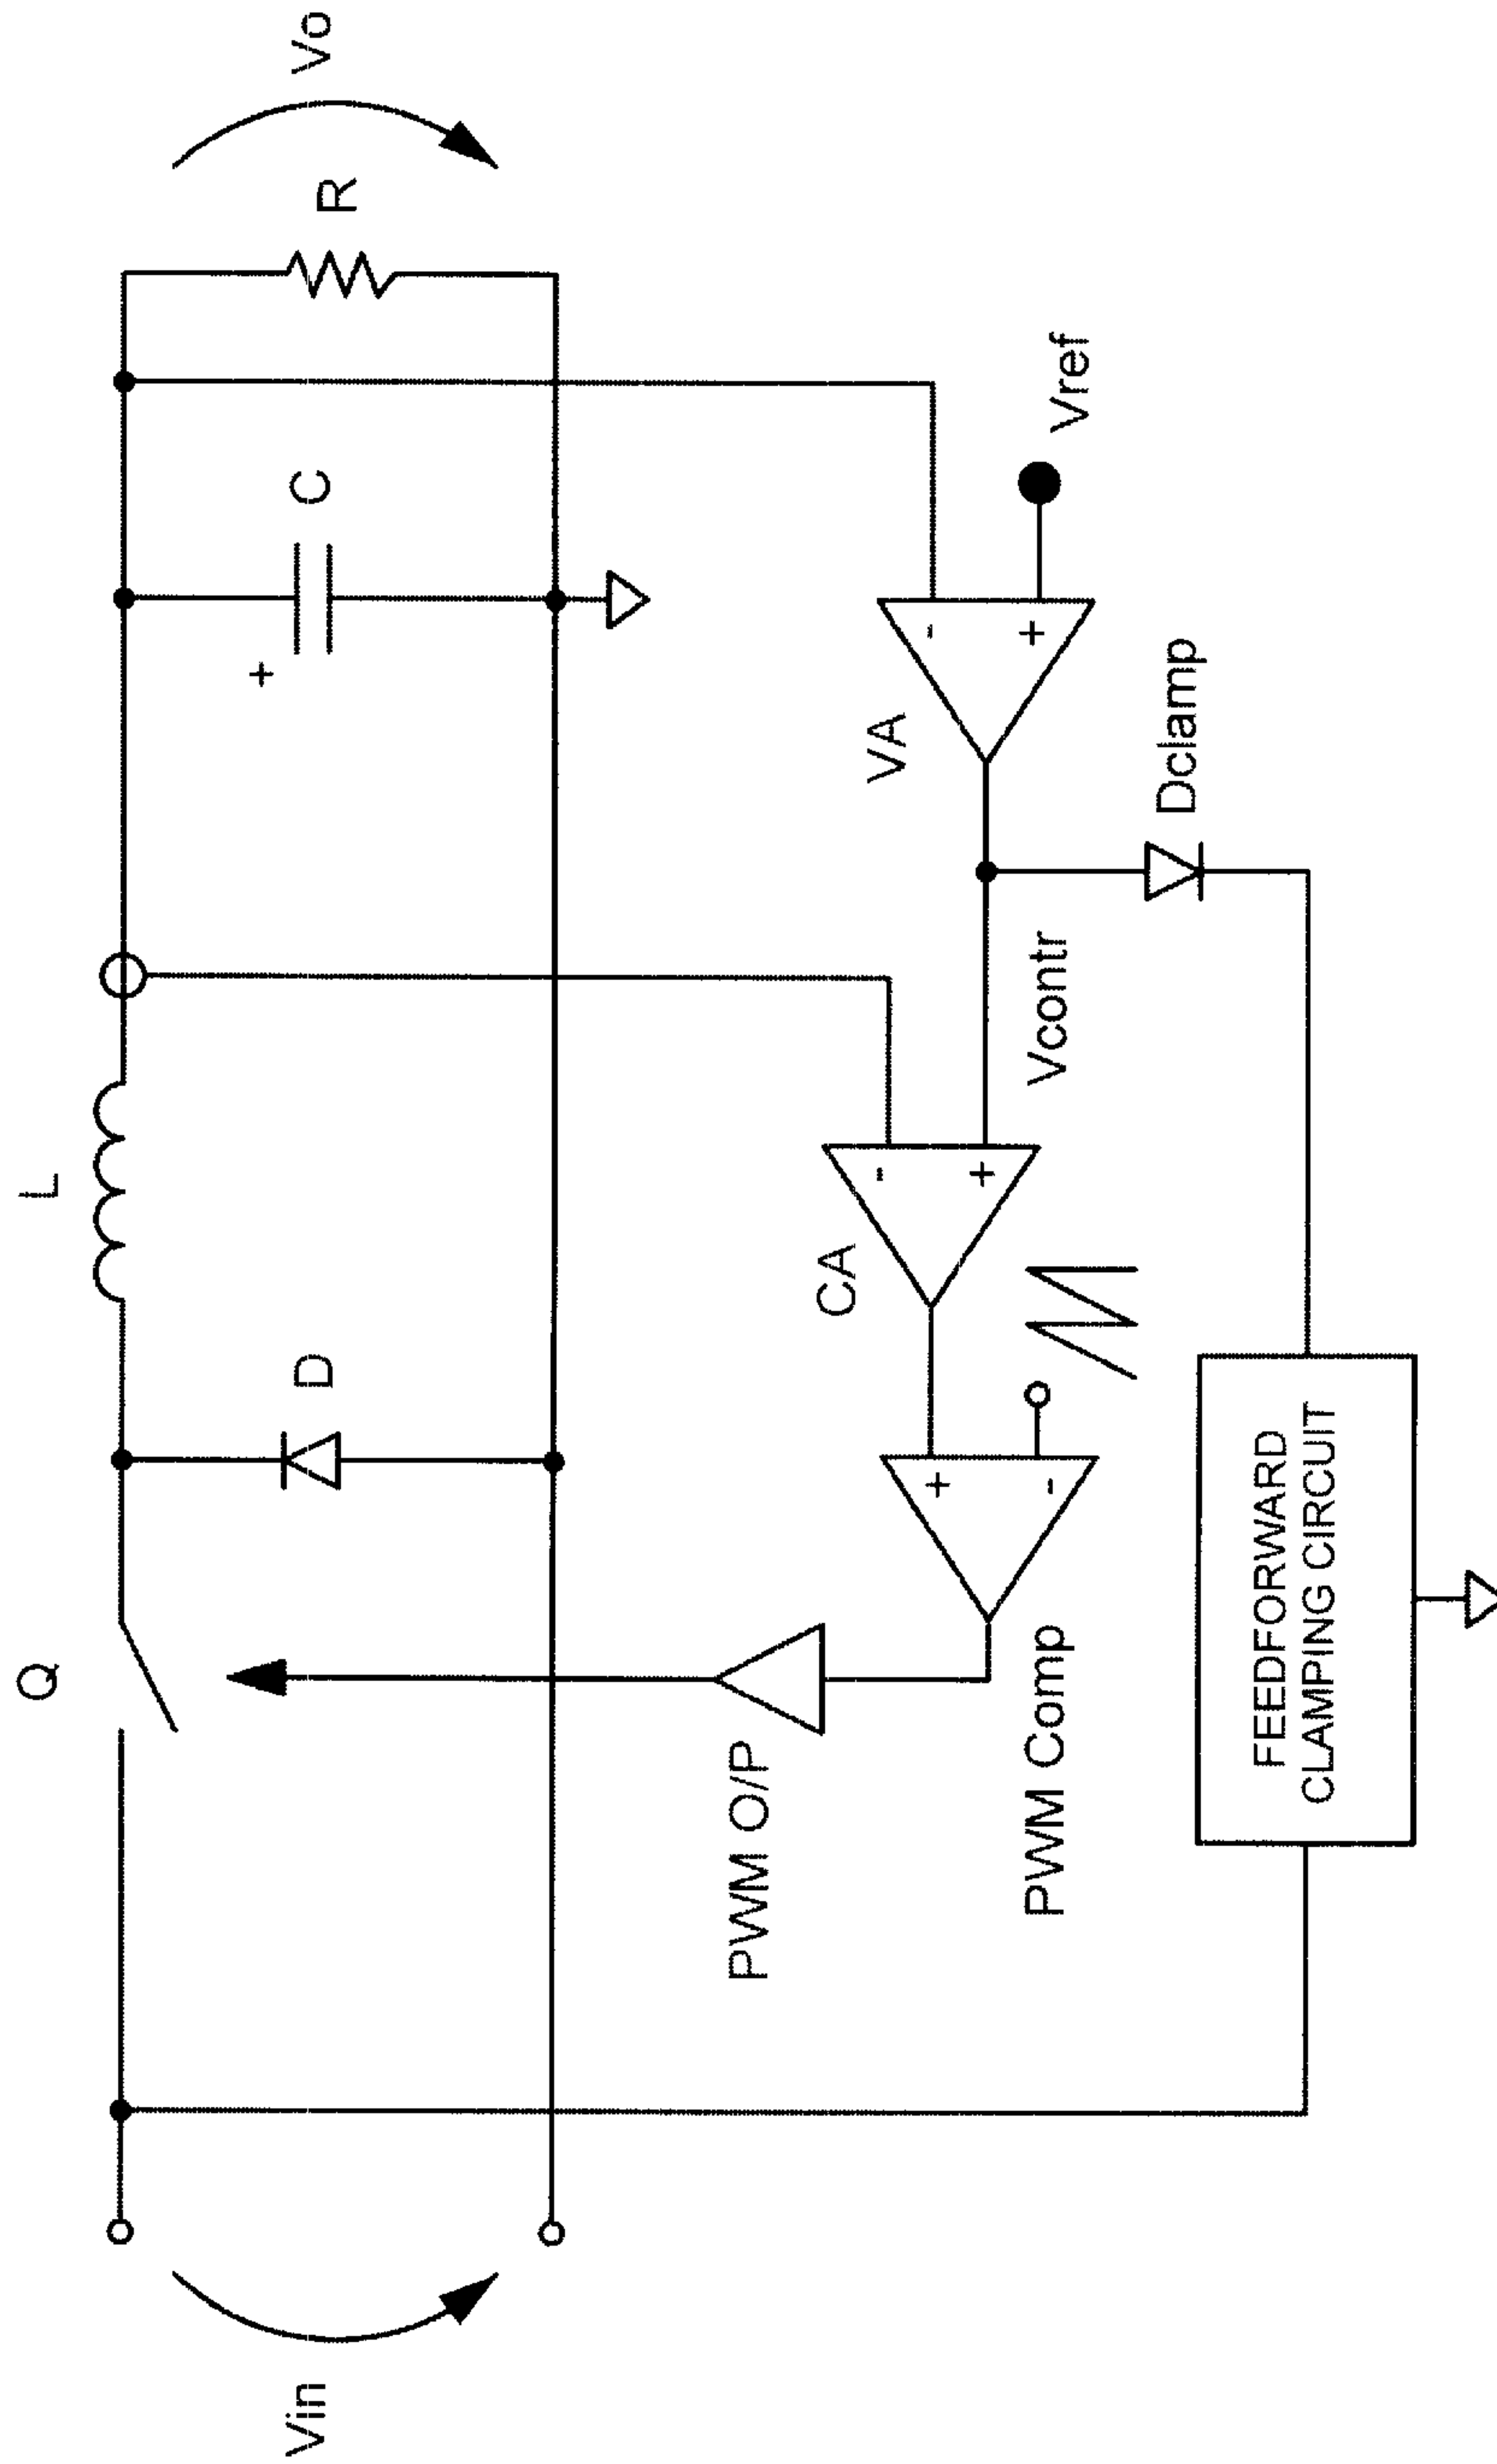 Q
L
Vin
D
+
C
R
Vo
PWM O/P
CA
VA
-
+
-
+
+
-
PWM Comp
Vcontr
Vref
Dclamp
FEEDFORWARD
CLAMPING CIRCUIT